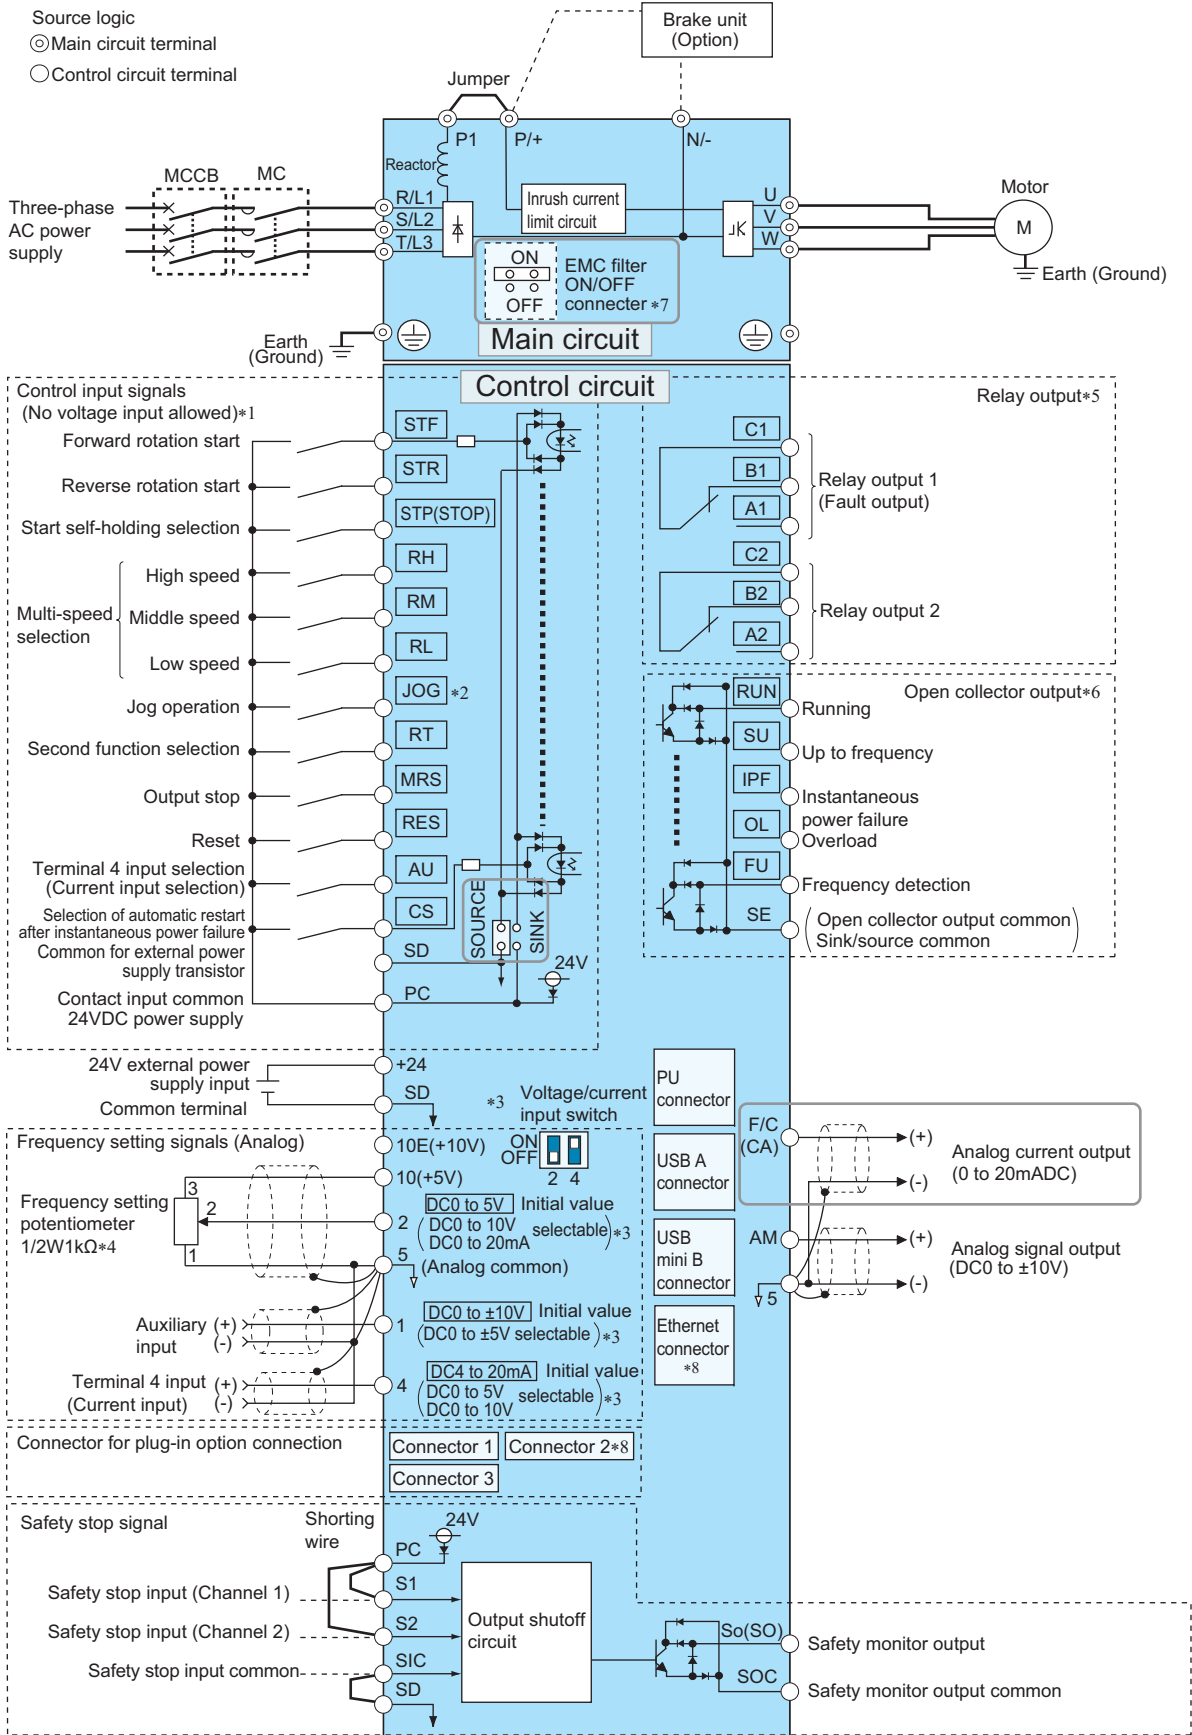 Source logic
Main circuit terminal
Control circuit terminal
Brake unit
(Option)
Jumper
P1
P/+
N/-
Reactor
MCCB
MC
Three-phase
AC power
supply
R/L1
S/L2
T/L3
Inrush current
limit circuit
U
V
W
Motor
M
Earth (Ground)
ON
OFF
EMC filter
ON/OFF
connecter *7
Earth
(Ground)
Main circuit
Control circuit
Control input signals
(No voltage input allowed)*1
Forward rotation start
STF
Reverse rotation start
STR
Start self-holding selection
STP(STOP)
Multi-speed
selection
High speed
RH
Middle speed
RM
Low speed
RL
Jog operation
JOG *2
Second function selection
RT
Output stop
MRS
Reset
RES
Terminal 4 input selection
(Current input selection)
AU
Selection of automatic restart
after instantaneous power failure
CS
Common for external power
supply transistor
SD
Contact input common
24VDC power supply
PC
SOURCE
SINK
24V
Relay output*5
C1
B1
A1
Relay output 1
(Fault output)
C2
B2
A2
Relay output 2
Open collector output*6
RUN
Running
SU
Up to frequency
IPF
Instantaneous
power failure
OL
Overload
FU
Frequency detection
SE
Open collector output common
Sink/source common
24V external power
supply input
+24
Common terminal
SD
*3 Voltage/current
input switch
ON
OFF
2 4
Frequency setting signals (Analog)
10E(+10V)
10(+5V)
Frequency setting
potentiometer
1/2W1kΩ*4
3
2
1
2
DC0 to 5V Initial value
(DC0 to 10V
DC0 to 20mA selectable)*3
5
(Analog common)
Auxiliary
input
(+)
(-)
1
DC0 to ±10V Initial value
(DC0 to ±5V selectable)*3
Terminal 4 input
(Current input)
(+)
(-)
4
DC4 to 20mA Initial value
(DC0 to 5V
DC0 to 10V selectable)*3
PU
connector
USB A
connector
USB
mini B
connector
Ethernet
connector
*8
F/C
(CA)
(+)
(-)
Analog current output
(0 to 20mADC)
AM
5
(+)
(-)
Analog signal output
(DC0 to ±10V)
Connector for plug-in option connection
Connector 1
Connector 2*8
Connector 3
Safety stop signal
Shorting
wire
24V
PC
Safety stop input (Channel 1)
S1
Safety stop input (Channel 2)
S2
Safety stop input common
SIC
SD
Output shutoff
circuit
So(SO)
Safety monitor output
SOC
Safety monitor output common